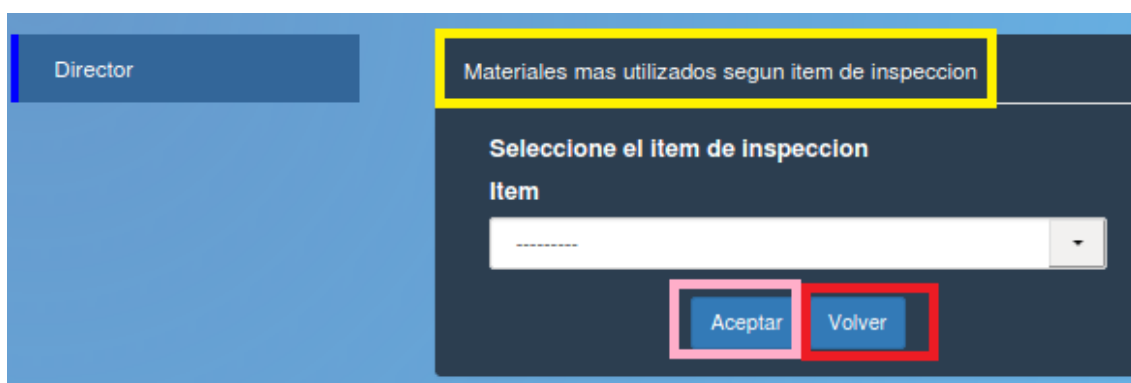 Director
Materiales mas utilizados segun item de inspeccion
Seleccione el item de inspeccion
Item
---------
Aceptar Volver